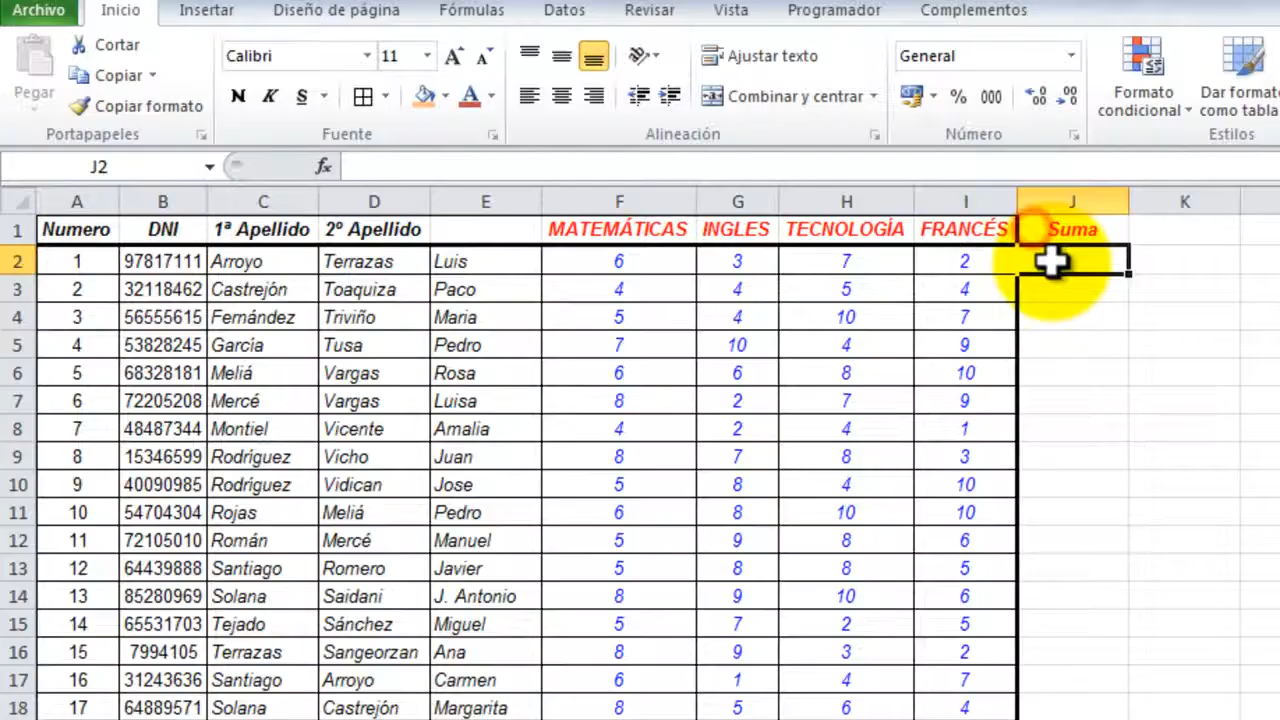 Archivo Inicio Insertar Diseño de página Fórmulas Datos Revisar Vista Programador Complementos
Pegar Cortar Copiar Copiar formato Portapapeles
Calibri 11 N K S Fuente
Ajustar texto Combinar y centrar Alineación
General % 000 Número
Formato condicional Dar formato como tabla Estilos
J2 fx
A B C D E F G H I J K
1 Numero DNI 1ª Apellido 2º Apellido MATEMÁTICAS INGLES TECNOLOGÍA FRANCÉS Suma
2 1 97817111 Arroyo Terrazas Luis 6 3 7 2
3 2 32118462 Castrejón Toaquiza Paco 4 4 5 4
4 3 56555615 Fernández Triviño Maria 5 4 10 7
5 4 53828245 García Tusa Pedro 7 10 4 9
6 5 68328181 Meliá Vargas Rosa 6 6 8 10
7 6 72205208 Mercé Vargas Luisa 8 2 7 9
8 7 48487344 Montiel Vicente Amalia 4 2 4 1
9 8 15346599 Rodríguez Vicho Juan 8 7 8 3
10 9 40090985 Rodríguez Vidican Jose 5 8 4 10
11 10 54704304 Rojas Meliá Pedro 6 8 10 10
12 11 72105010 Román Mercé Manuel 5 9 8 6
13 12 64439888 Santiago Romero Javier 5 8 8 5
14 13 85280969 Solana Saidani J. Antonio 8 9 10 6
15 14 65531703 Tejado Sánchez Miguel 5 7 2 5
16 15 7994105 Terrazas Sangeorzan Ana 8 9 3 2
17 16 31243636 Santiago Arroyo Carmen 6 1 4 7
18 17 64889571 Solana Castrejón Margarita 8 5 6 4